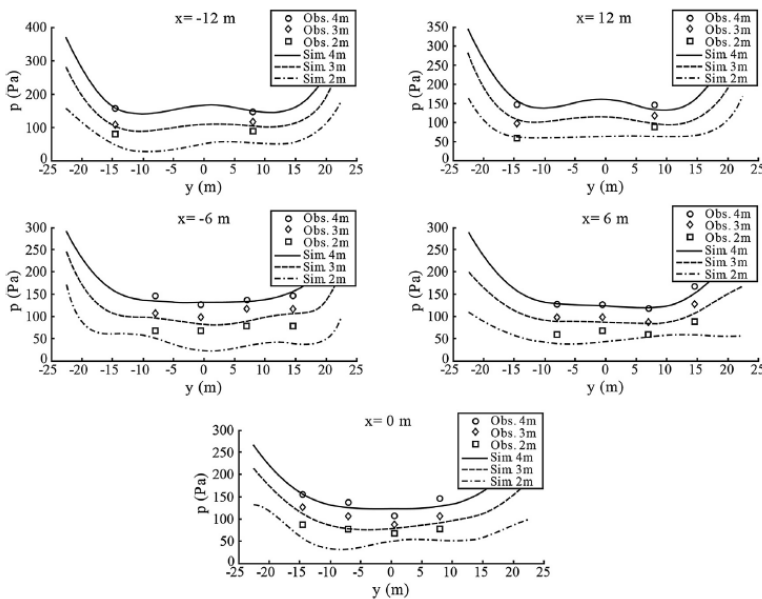 x= -12 m
400
300
200
100
0
p (Pa)
-25 -20 -15 -10 -5 0 5 10 15 20 25
y (m)
Obs. 4m
Obs. 3m
Obs. 2m
Sim. 4m
Sim. 3m
Sim. 2m
x= 12 m
350
300
250
200
150
100
50
0
p (Pa)
-25 -20 -15 -10 -5 0 5 10 15 20 25
y (m)
Obs. 4m
Obs. 3m
Obs. 2m
Sim. 4m
Sim. 3m
Sim. 2m
x= -6 m
300
250
200
150
100
50
0
p (Pa)
-25 -20 -15 -10 -5 0 5 10 15 20 25
y (m)
Obs. 4m
Obs. 3m
Obs. 2m
Sim. 4m
Sim. 3m
Sim. 2m
x= 6 m
300
250
200
150
100
50
0
p (Pa)
-25 -20 -15 -10 -5 0 5 10 15 20 25
y (m)
Obs. 4m
Obs. 3m
Obs. 2m
Sim. 4m
Sim. 3m
Sim. 2m
x= 0 m
300
250
200
150
100
50
0
p (Pa)
-25 -20 -15 -10 -5 0 5 10 15 20 25
y (m)
Obs. 4m
Obs. 3m
Obs. 2m
Sim. 4m
Sim. 3m
Sim. 2m